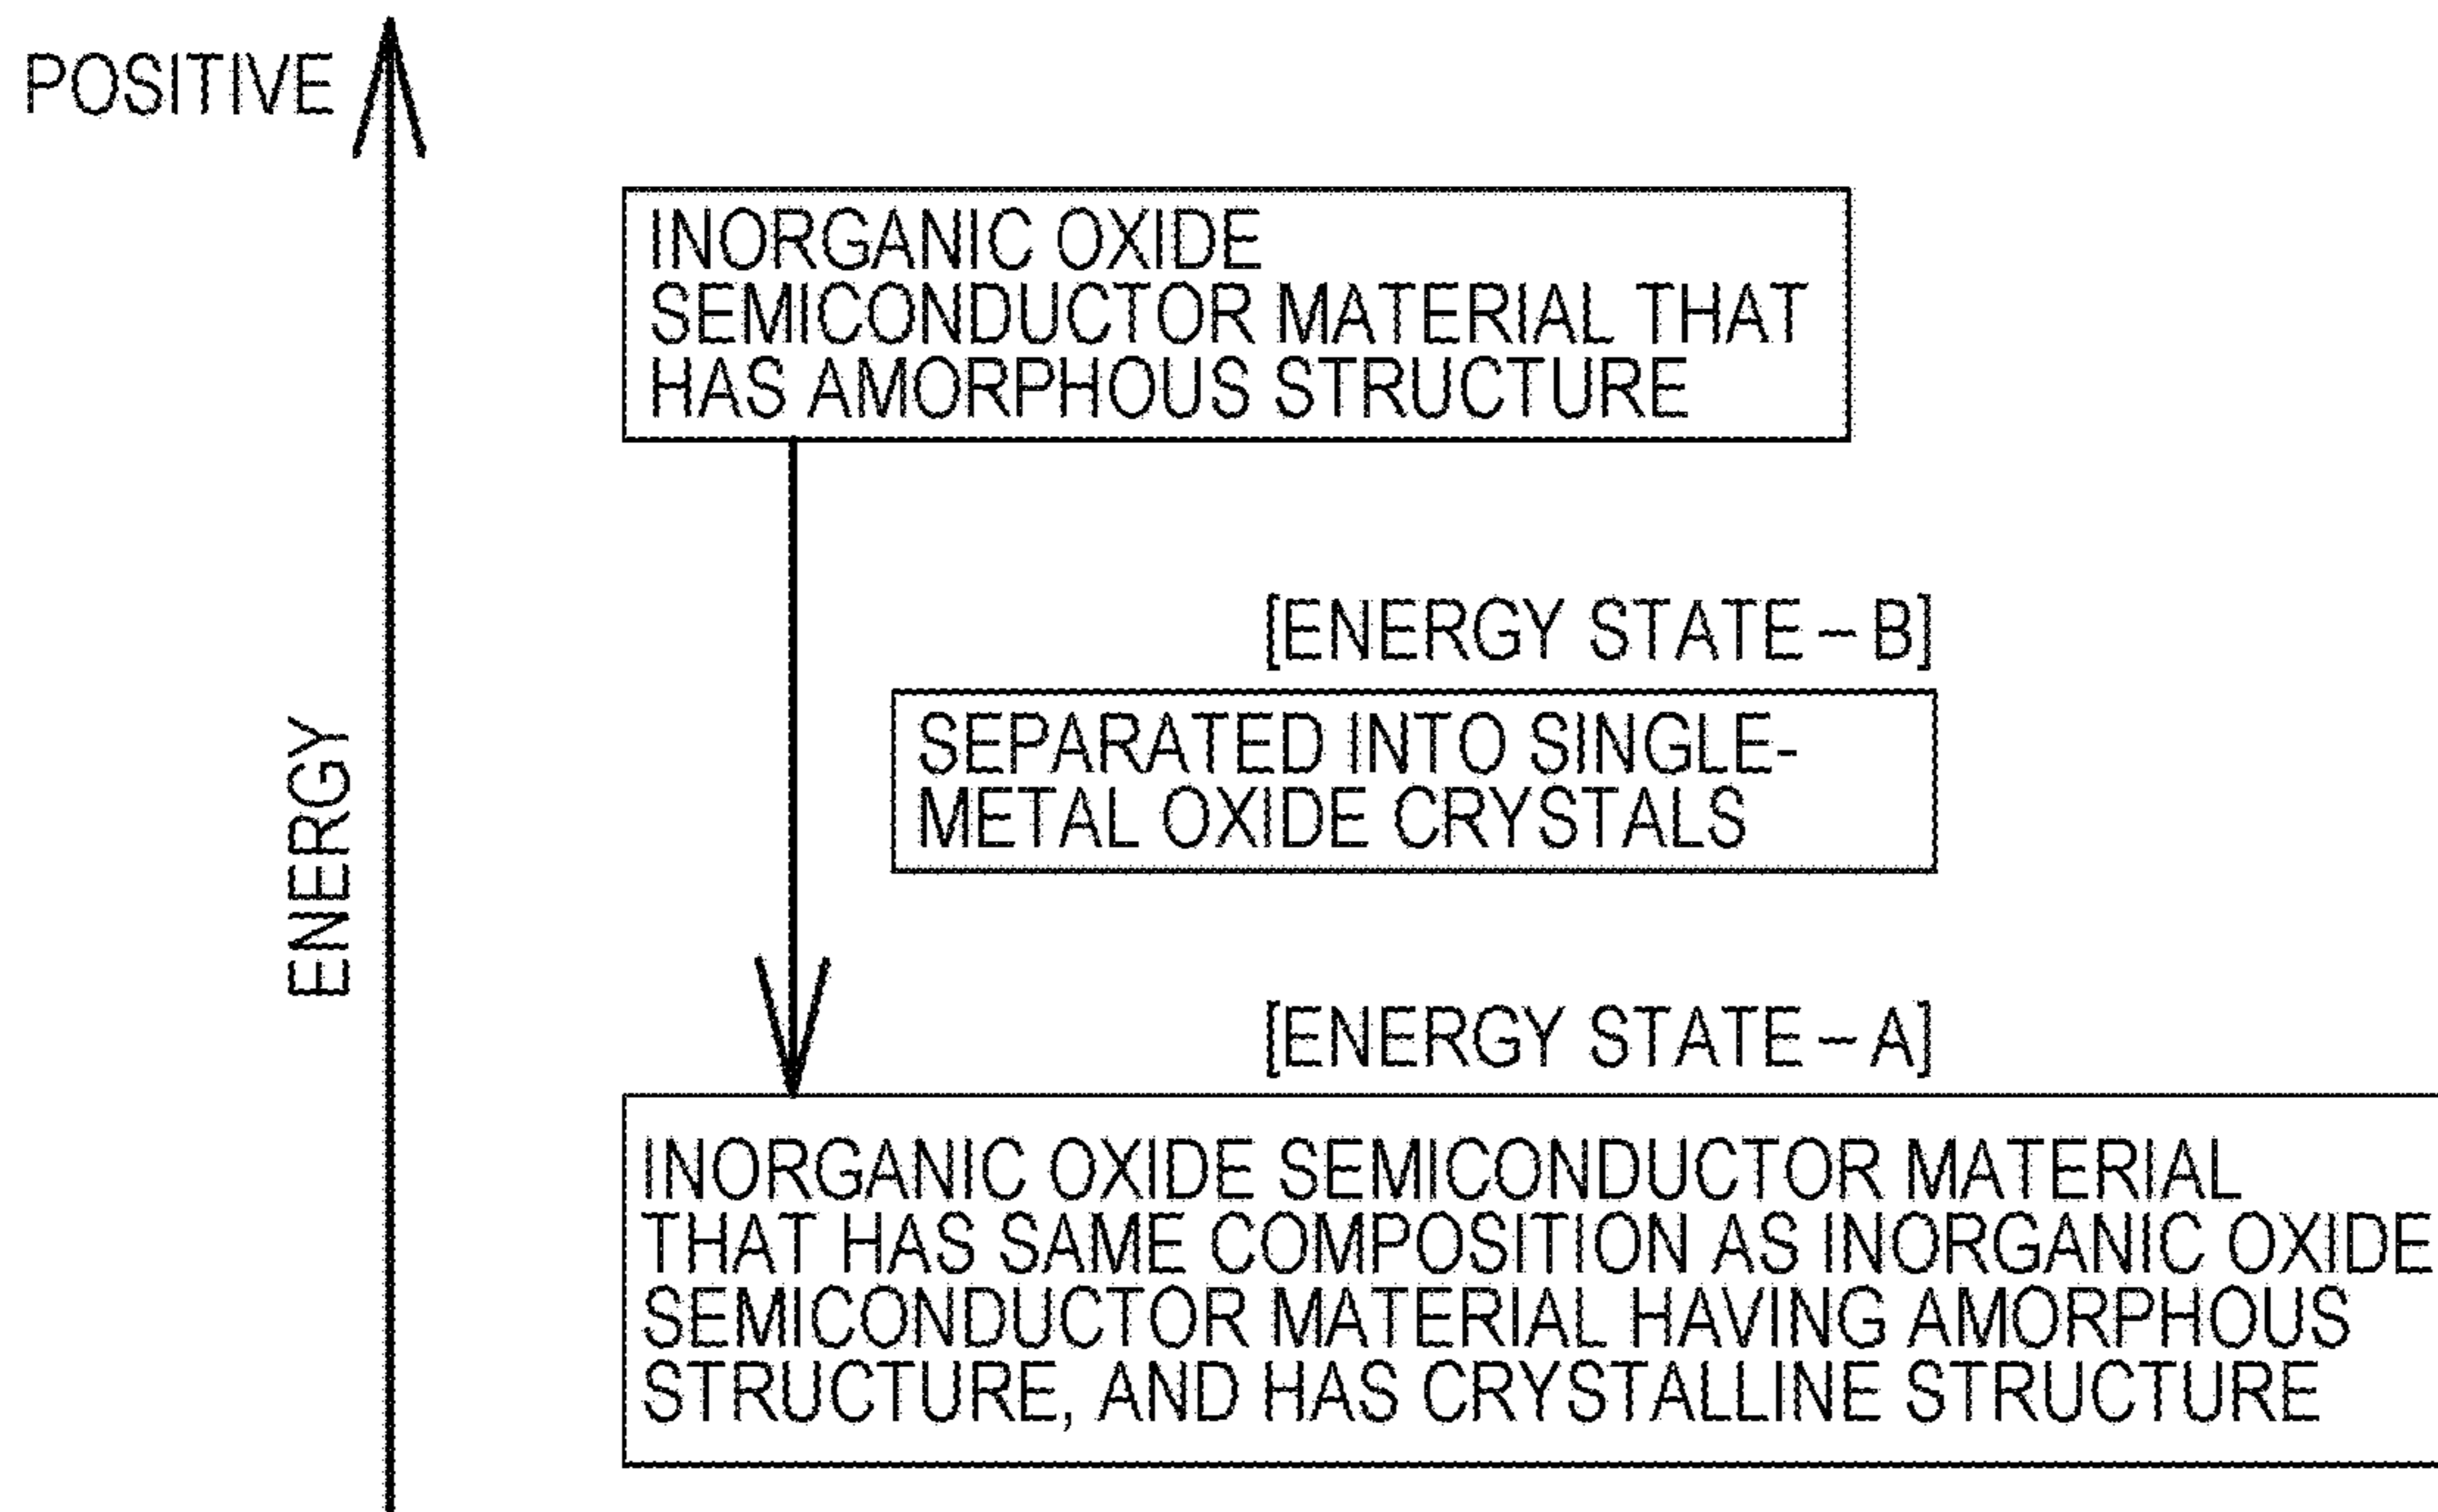 POSITIVE
INORGANIC OXIDE
SEMICONDUCTOR MATERIAL THAT
HAS AMORPHOUS STRUCTURE
[ENERGY STATE – B]
SEPARATED INTO SINGLE-
METAL OXIDE CRYSTALS
ENERGY
[ENERGY STATE – A]
INORGANIC OXIDE SEMICONDUCTOR MATERIAL
THAT HAS SAME COMPOSITION AS INORGANIC OXIDE
SEMICONDUCTOR MATERIAL HAVING AMORPHOUS
STRUCTURE, AND HAS CRYSTALLINE STRUCTURE